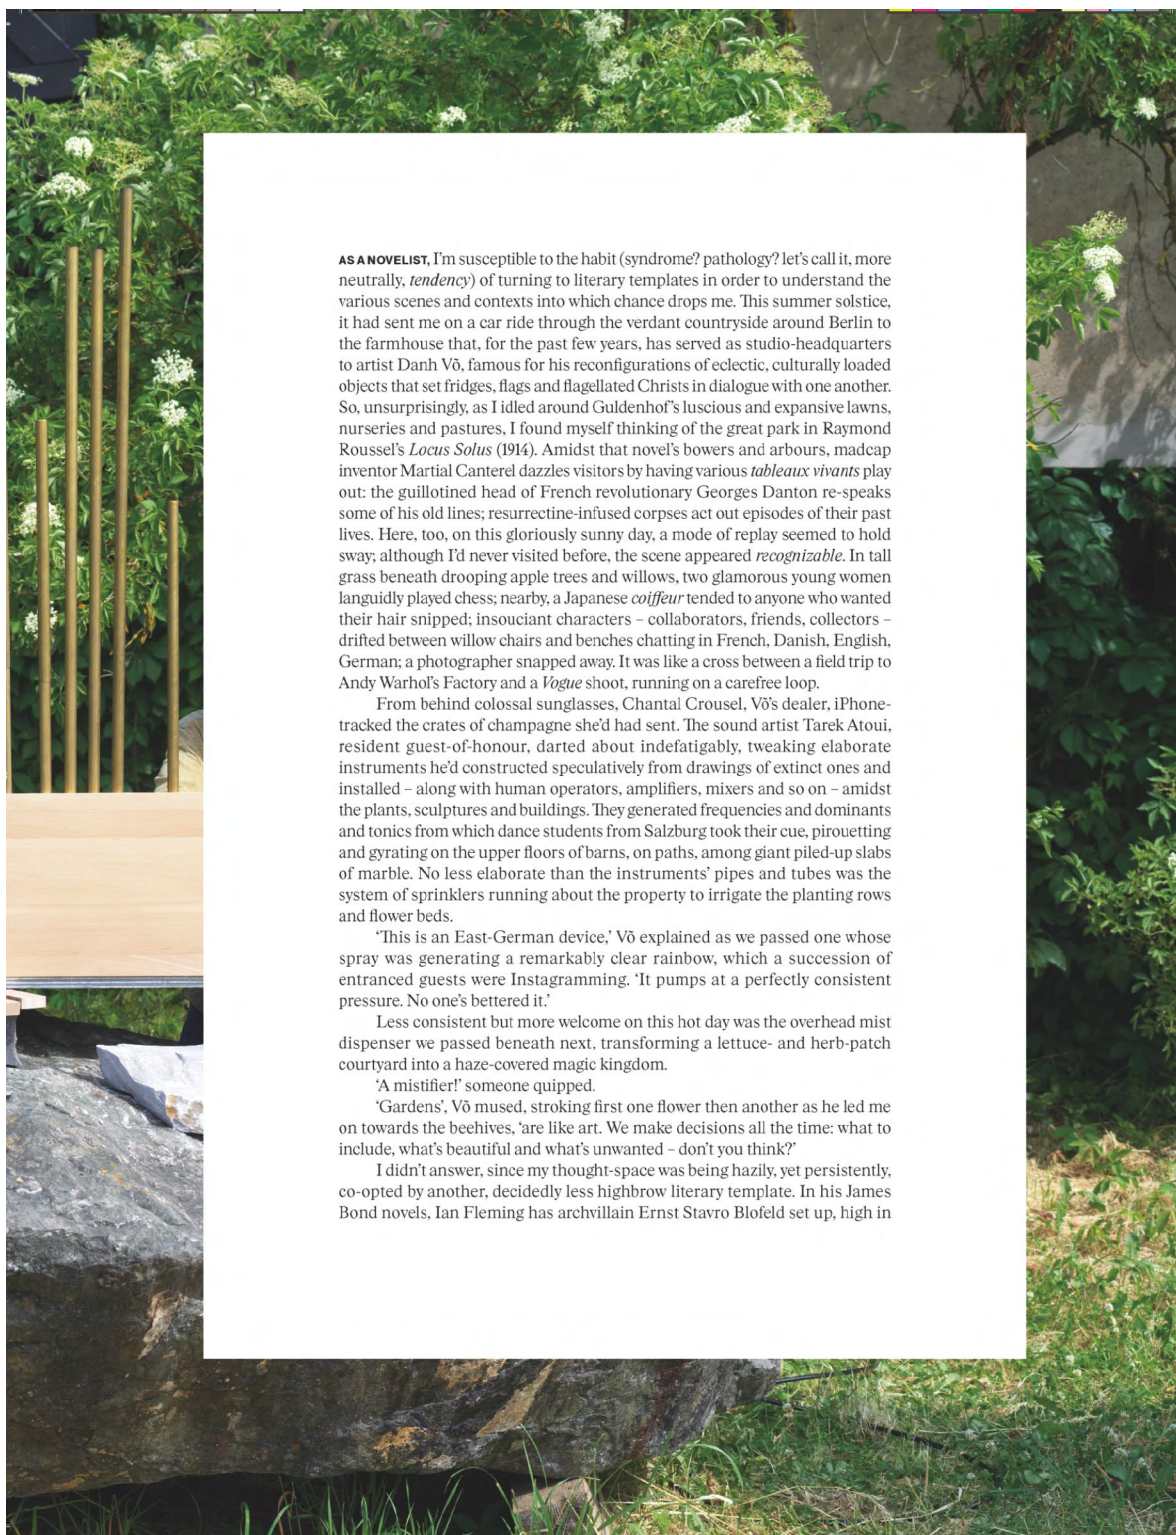 AS A NOVELIST, I'm susceptible to the habit (syndrome? pathology? let's call it, more
neutrally, tendency) of turning to literary templates in order to understand the
various scenes and contexts into which chance drops me. This summer solstice,
it had sent me on a car ride through the verdant countryside around Berlin to
the farmhouse that, for the past few years, has served as studio-headquarters
to artist Danh Võ, famous for his reconfigurations of eclectic, culturally loaded
objects that set fridges, flags and flagellated Christs in dialogue with one another.
So, unsurprisingly, as I idled around Guldenhof's luscious and expansive lawns,
nurseries and pastures, I found myself thinking of the great park in Raymond
Roussel's Locus Solus (1914). Amidst that novel's bowers and arbours, madcap
inventor Martial Canterel dazzles visitors by having various tableaux vivants play
out: the guillotined head of French revolutionary Georges Danton re-speaks
some of his old lines; resurrectine-infused corpses act out episodes of their past
lives. Here, too, on this gloriously sunny day, a mode of replay seemed to hold
sway; although I'd never visited before, the scene appeared recognizable. In tall
grass beneath drooping apple trees and willows, two glamorous young women
languidly played chess; nearby, a Japanese coiffeur tended to anyone who wanted
their hair snipped; insouciant characters – collaborators, friends, collectors –
drifted between willow chairs and benches chatting in French, Danish, English,
German; a photographer snapped away. It was like a cross between a field trip to
Andy Warhol's Factory and a Vogue shoot, running on a carefree loop.
From behind colossal sunglasses, Chantal Crousel, Võ's dealer, iPhone-
tracked the crates of champagne she'd had sent. The sound artist Tarek Atoui,
resident guest-of-honour, darted about indefatigably, tweaking elaborate
instruments he'd constructed speculatively from drawings of extinct ones and
installed – along with human operators, amplifiers, mixers and so on – amidst
the plants, sculptures and buildings. They generated frequencies and dominants
and tonics from which dance students from Salzburg took their cue, pirouetting
and gyrating on the upper floors of barns, on paths, among giant piled-up slabs
of marble. No less elaborate than the instruments' pipes and tubes was the
system of sprinklers running about the property to irrigate the planting rows
and flower beds.
'This is an East-German device,' Võ explained as we passed one whose
spray was generating a remarkably clear rainbow, which a succession of
entranced guests were Instagramming. 'It pumps at a perfectly consistent
pressure. No one's bettered it.'
Less consistent but more welcome on this hot day was the overhead mist
dispenser we passed beneath next, transforming a lettuce- and herb-patch
courtyard into a haze-covered magic kingdom.
'A mistifier!' someone quipped.
'Gardens', Võ mused, stroking first one flower then another as he led me
on towards the beehives, 'are like art. We make decisions all the time: what to
include, what's beautiful and what's unwanted – don't you think?'
I didn't answer, since my thought-space was being hazily, yet persistently,
co-opted by another, decidedly less highbrow literary template. In his James
Bond novels, Ian Fleming has archvillain Ernst Stavro Blofeld set up, high in